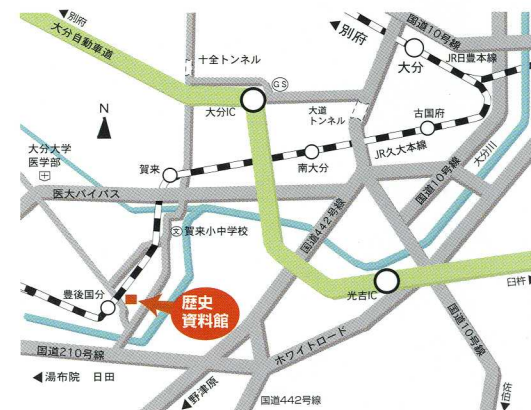 別府
大分自動車道
十全トンネル
GS
大分IC
別府
国道10号線
大分
JR日豊本線
大道
トンネル
古国府
JR久大本線
大分川
N
大分大学
医学部
賀来
南大分
国道10号線
医大バイパス
文
賀来小中学校
国道442号線
豊後国分
歴史
資料館
光吉IC
臼杵
国道10号線
ホワイトロード
国道210号線
湯布院 日田
野津原
国道442号線
佐伯